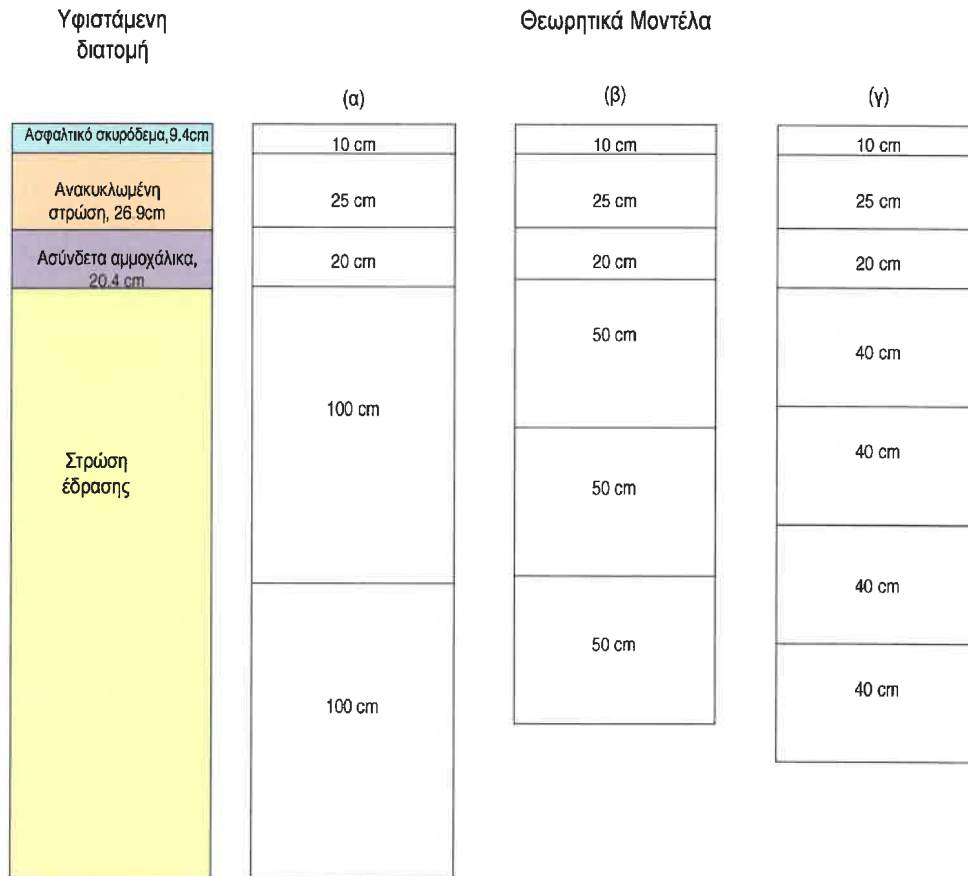 Υφιστάμενη
διατομή
Θεωρητικά Μοντέλα
(α)
(β)
(γ)
Ασφαλτικό σκυρόδεμα,9.4cm
Ανακυκλωμένη
στρώση, 26.9cm
Ασύνδετα αμμοχάλικα,
20.4 cm
Στρώση
έδρασης
10 cm
25 cm
20 cm
100 cm
100 cm
10 cm
25 cm
20 cm
50 cm
50 cm
50 cm
10 cm
25 cm
20 cm
40 cm
40 cm
40 cm
40 cm